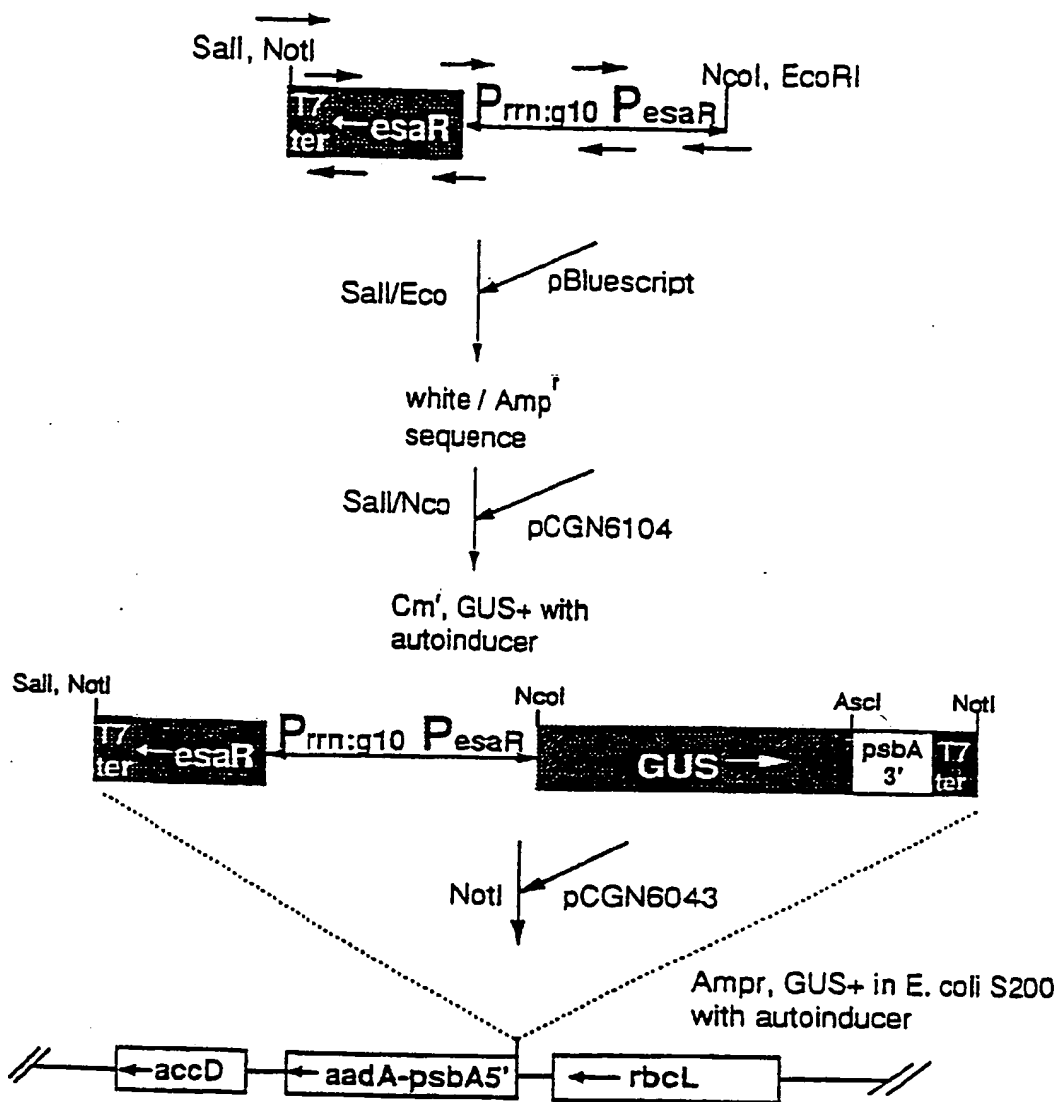 SalI, NotI
NcoI, EcoRI
T7 ter
esaR
Prrn:g10 PesaR
SalI/Eco
pBluescript
white / Ampr
sequence
SalI/Nco
pCGN6104
Cmr, GUS+ with
autoinducer
SalI, NotI
NcoI
AscI
NotI
T7 ter
esaR
Prrn:g10 PesaR
GUS
psbA 3'
T7 ter
NotI
pCGN6043
Ampr, GUS+ in E. coli S200
with autoinducer
accD
aadA-psbA5'
rbcL